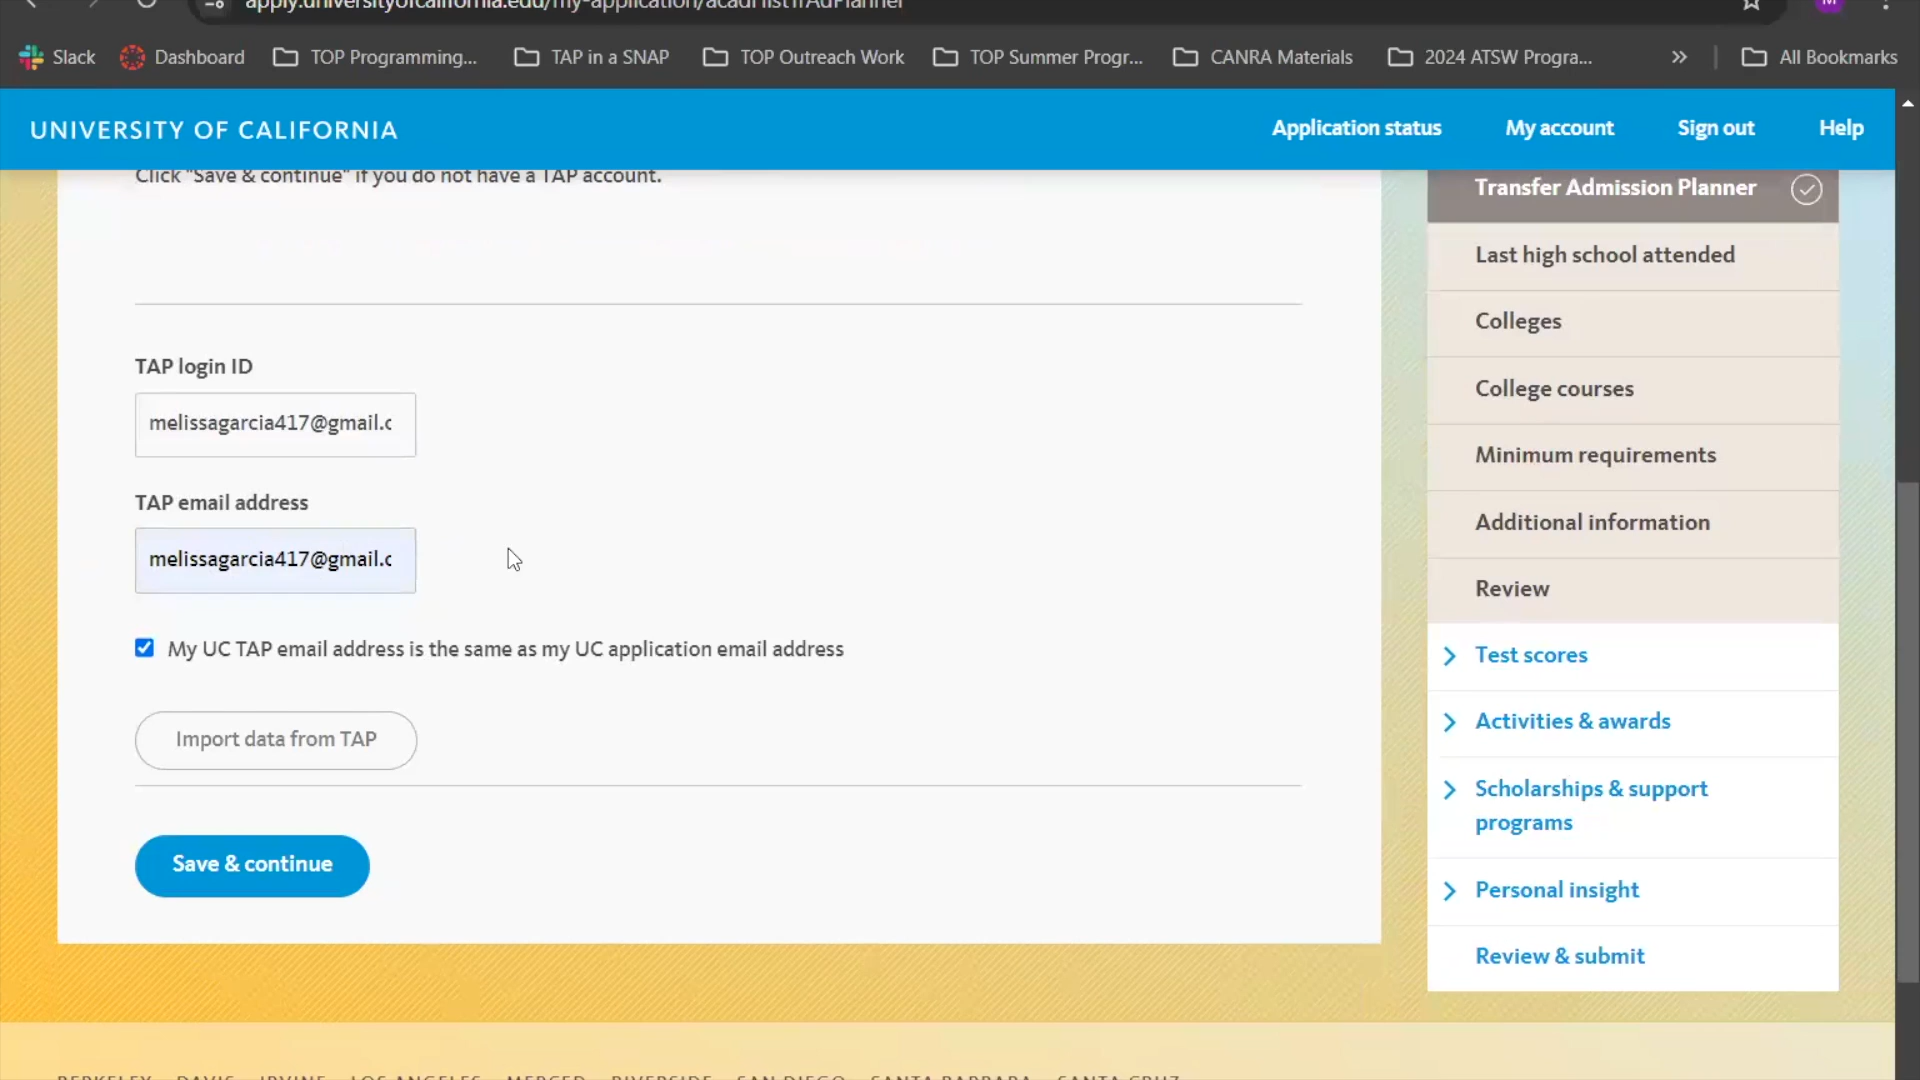 apply.universityofcalifornia.edu/my-application/acadHistTrAdPlanner
M
Slack
Dashboard
TOP Programming...
TAP in a SNAP
TOP Outreach Work
TOP Summer Progr...
CANRA Materials
2024 ATSW Progra...
»
All Bookmarks
UNIVERSITY OF CALIFORNIA
Application status
My account
Sign out
Help
Click "Save & continue" if you do not have a TAP account.
TAP login ID
melissagarcia417@gmail.c
TAP email address
melissagarcia417@gmail.c
My UC TAP email address is the same as my UC application email address
Import data from TAP
Save & continue
Transfer Admission Planner
Last high school attended
Colleges
College courses
Minimum requirements
Additional information
Review
Test scores
Activities & awards
Scholarships & support
programs
Personal insight
Review & submit
BERKELEY DAVIS IRVINE LOS ANGELES MERCED RIVERSIDE SAN DIEGO SANTA BARBARA SANTA CRUZ